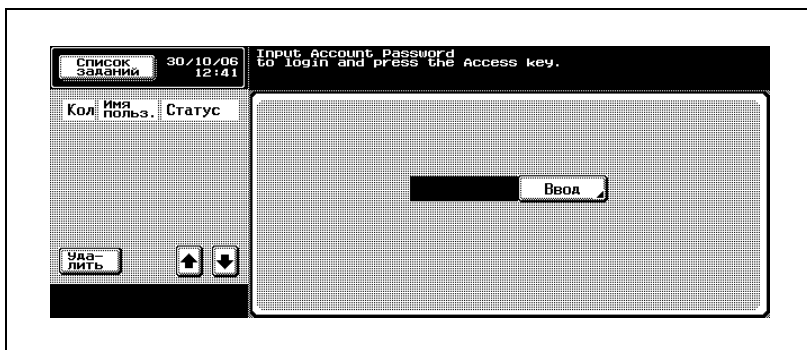 Список
заданий
30/10/06
12:41
Input Account Password
to login and press the Access key.
Кол Имя польз. Статус
Ввод
Уда-
лить